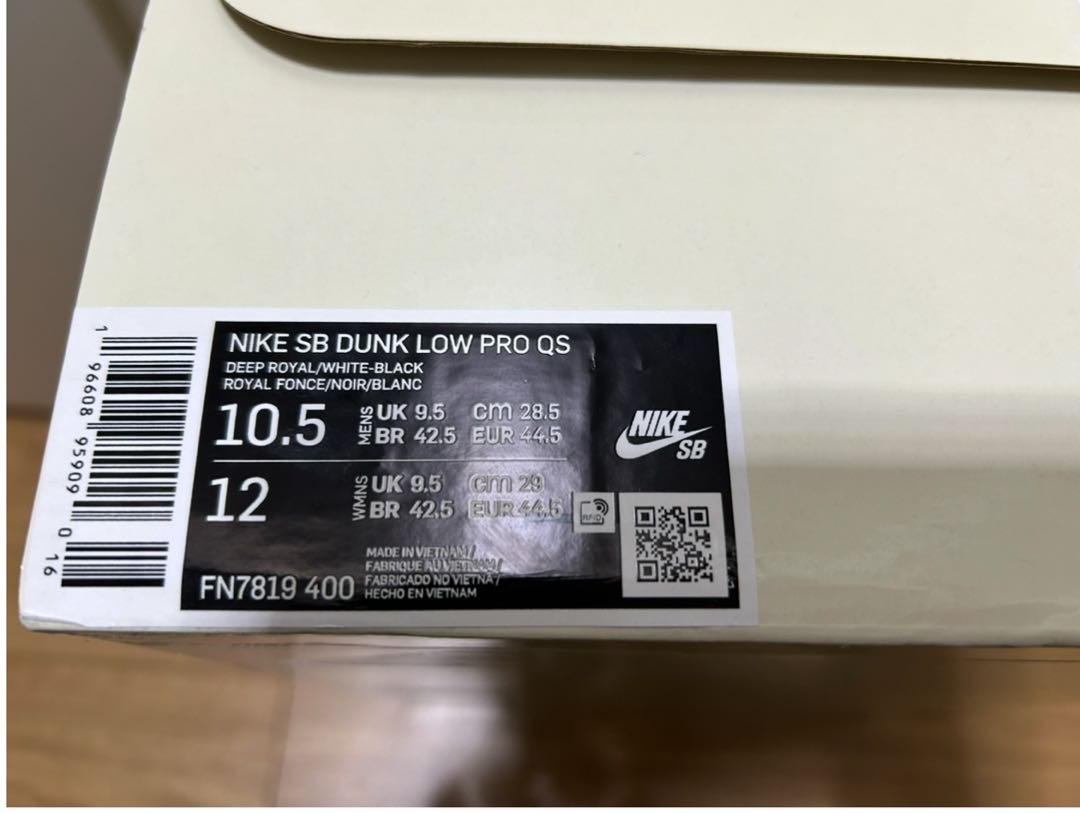 NIKE SB DUNK LOW PRO QS
DEEP ROYAL/WHITE-BLACK
ROYAL FONCE/NOIR/BLANC
10.5 MENS UK 9.5 cm 28.5
BR 42.5 EUR 44.5
12 WMNS UK 9.5 cm 29
BR 42.5 EUR 44.5
NIKE
SB
RFID
FN7819 400
MADE IN VIETNAM/
FABRIQUE AU VIETNAM/
FABRICADO NO VIETNÃ/
HECHO EN VIETNAM
1 96608 95909 0 16